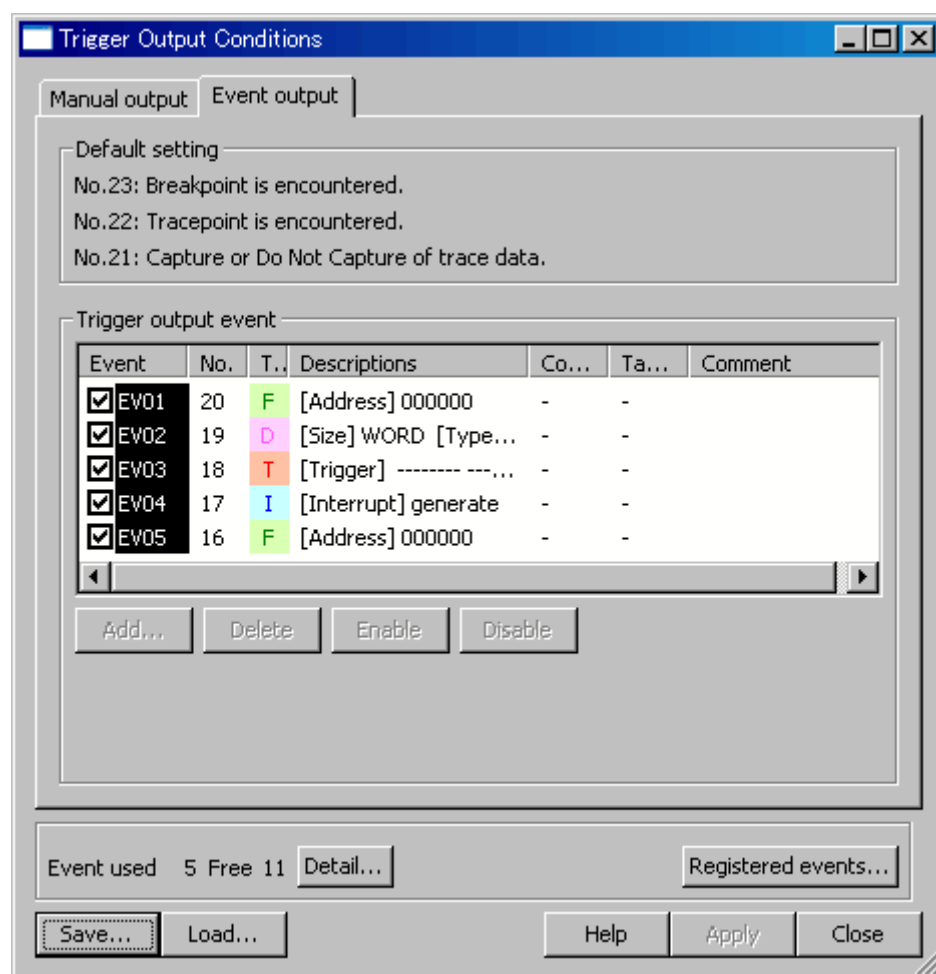 Trigger Output Conditions
Manual output Event output
Default setting
No.23: Breakpoint is encountered.
No.22: Tracepoint is encountered.
No.21: Capture or Do Not Capture of trace data.
Trigger output event
Event No. T.. Descriptions Co... Ta... Comment
EV01 20 F [Address] 000000 - -
EV02 19 D [Size] WORD [Type... - -
EV03 18 T [Trigger] -------- ---... - -
EV04 17 I [Interrupt] generate - -
EV05 16 F [Address] 000000 - -
Add... Delete Enable Disable
Event used 5 Free 11 Detail... Registered events...
Save... Load... Help Apply Close